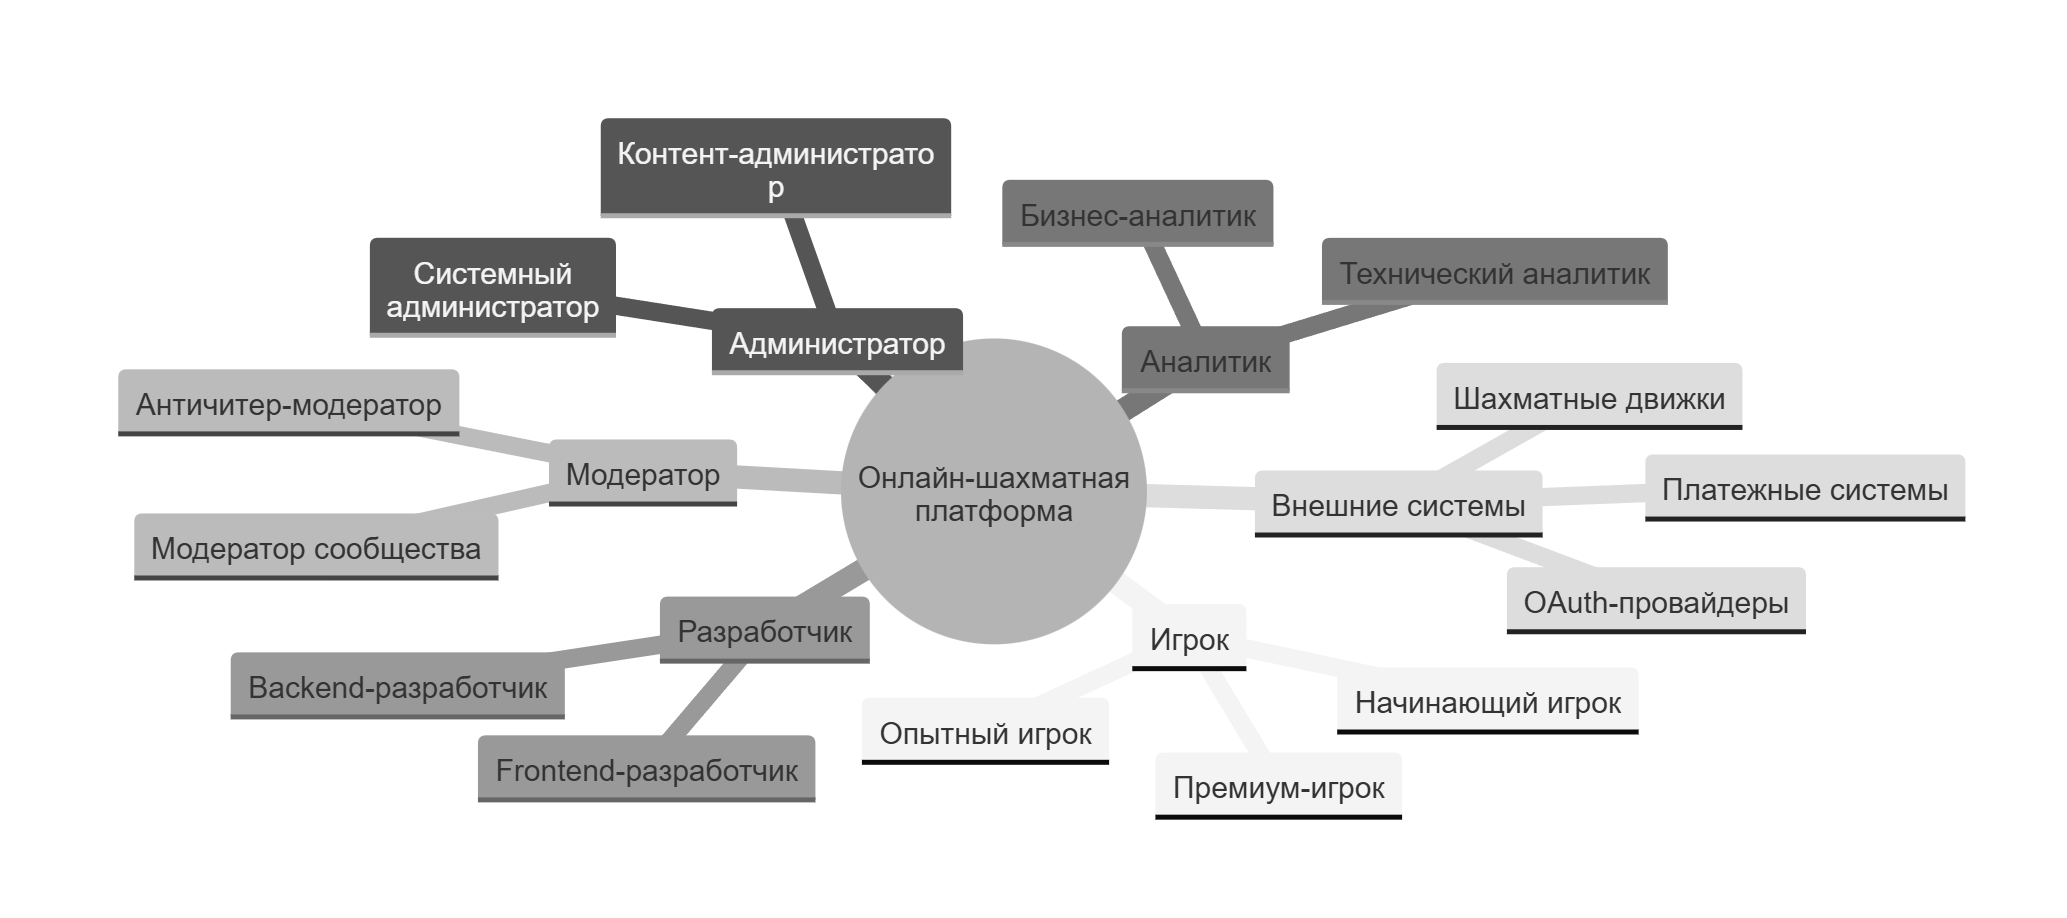 Контент-администрато
р
Бизнес-аналитик
Системный
администратор
Технический аналитик
Администратор
Аналитик
Античитер-модератор
Шахматные движки
Модератор
Онлайн-шахматная
платформа
Внешние системы
Платежные системы
Модератор сообщества
OAuth-провайдеры
Разработчик
Игрок
Backend-разработчик
Начинающий игрок
Опытный игрок
Frontend-разработчик
Премиум-игрок